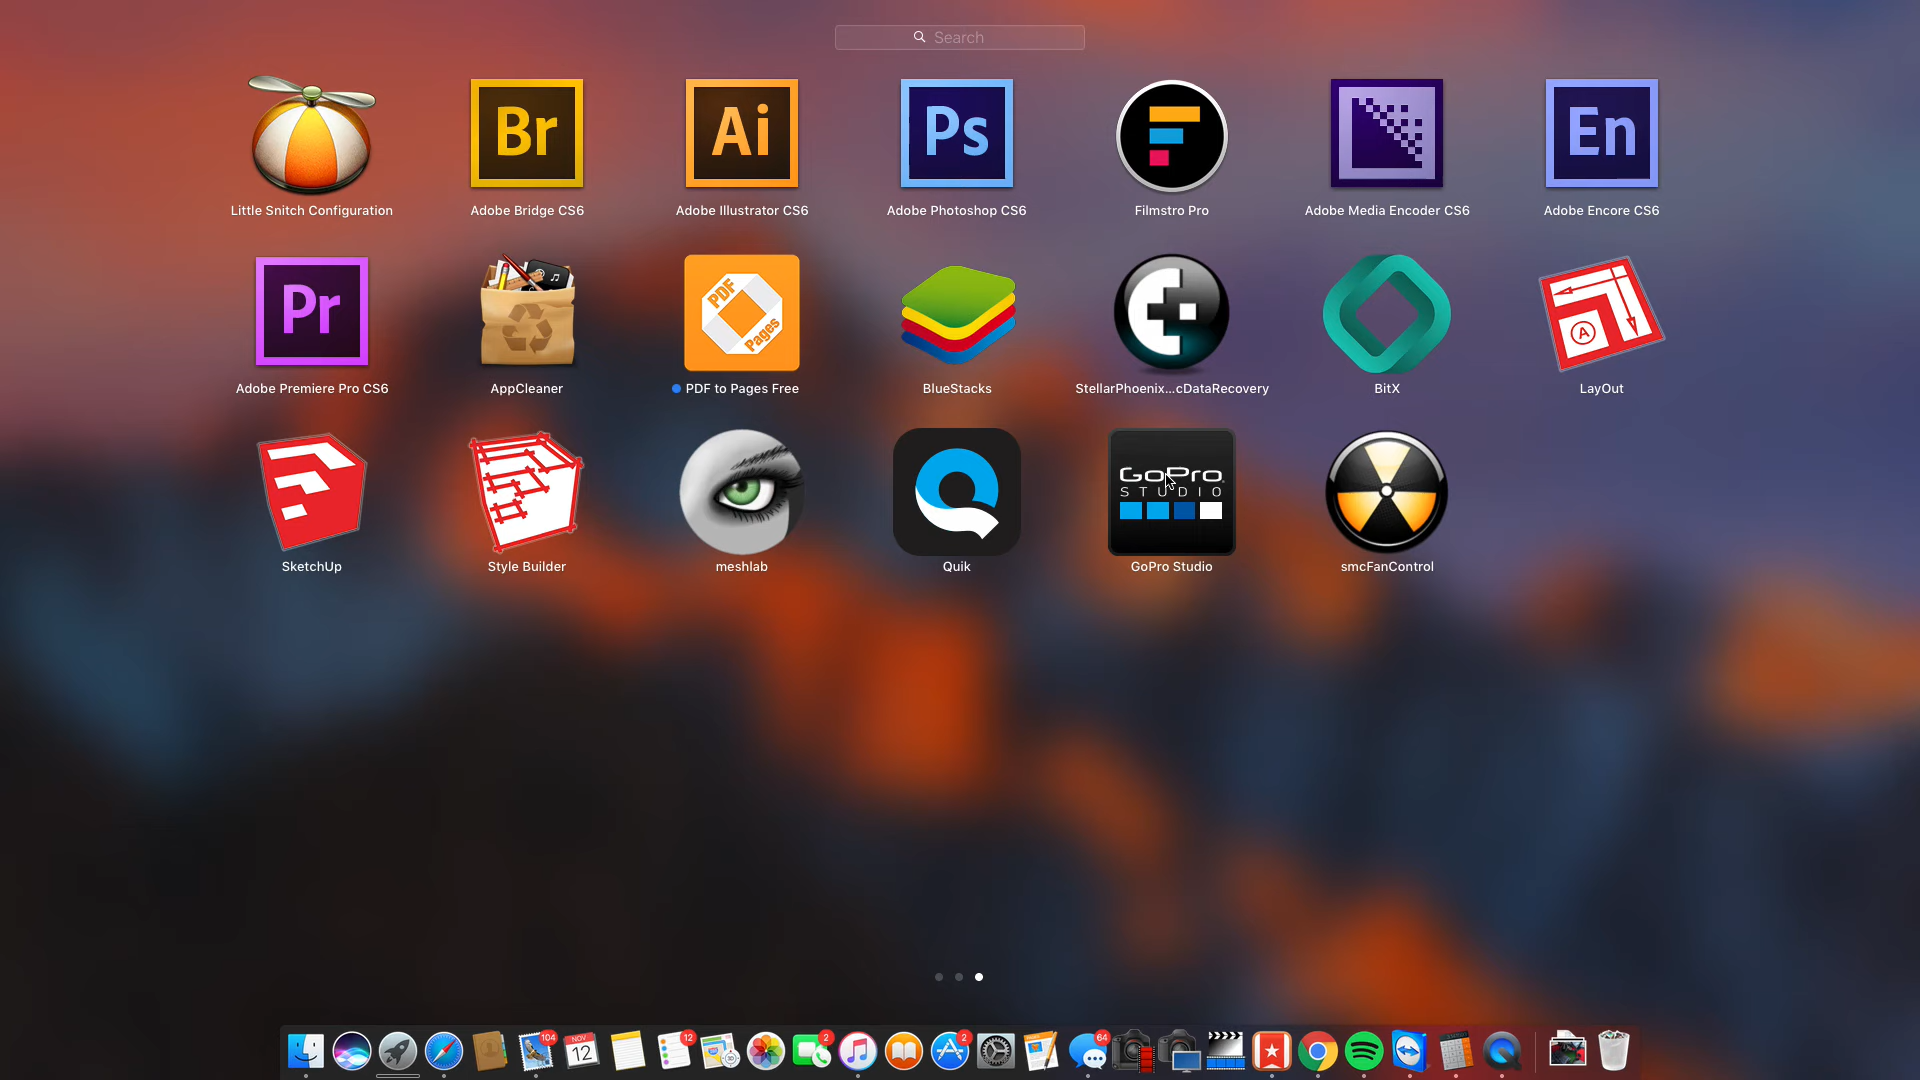 Search
Br
Ai
Ps
En
Little Snitch Configuration
Adobe Bridge CS6
Adobe Illustrator CS6
Adobe Photoshop CS6
Filmstro Pro
Adobe Media Encoder CS6
Adobe Encore CS6
Pr
PDF
Pages
A
Adobe Premiere Pro CS6
AppCleaner
PDF to Pages Free
BlueStacks
StellarPhoenix...cDataRecovery
BitX
LayOut
GoPro
STUDIO
SketchUp
Style Builder
meshlab
Quik
GoPro Studio
smcFanControl
104
NOV
12
12
2
2
64